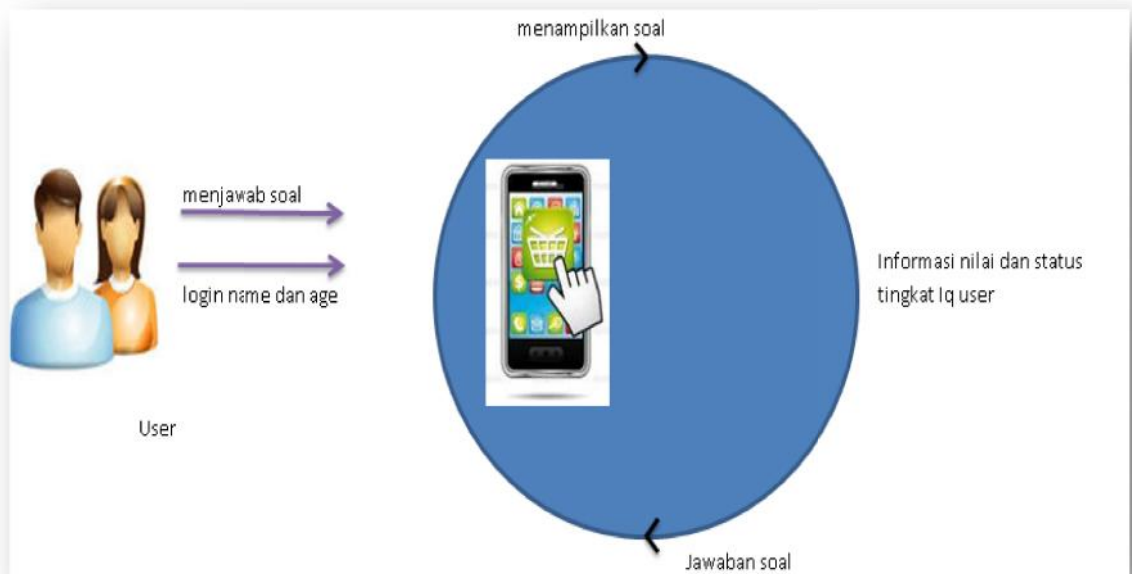 menampilkan soal
menjawab soal
login name dan age
User
Informasi nilai dan status
tingkat Iq user
Jawaban soal